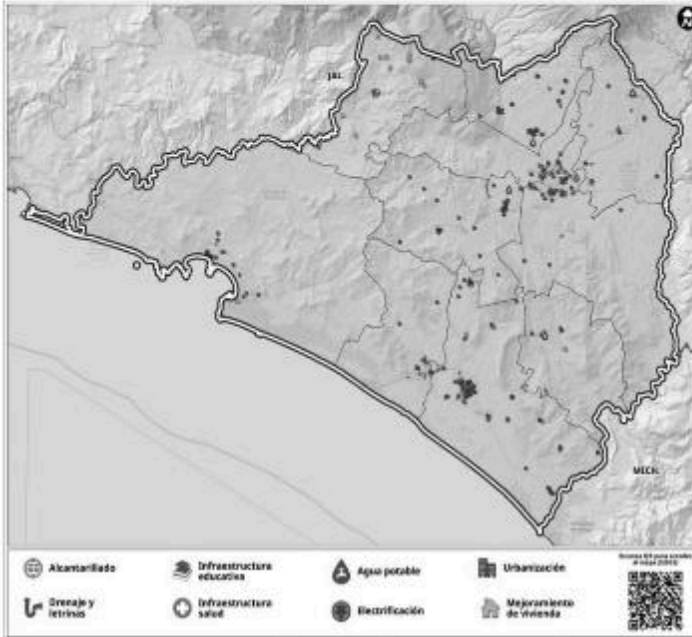 JAL.
MICH.
Alcantarillado
Infraestructura
educativa
Agua potable
Urbanización
Drenaje y
letrinas
Infraestructura
salud
Electrificación
Mejoramiento
de vivienda